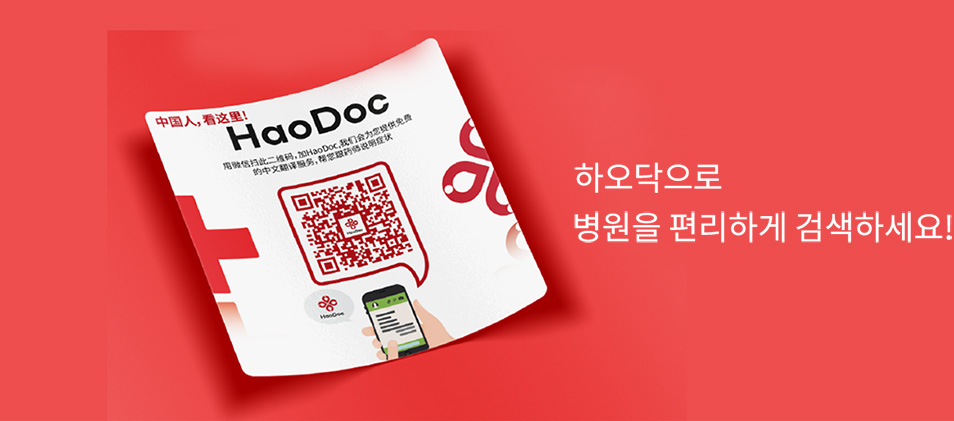 中国人，看这里！
HaoDoc
用微信扫此二维码，加HaoDoc，我们会为您提供免费
的中文翻译服务，帮您跟药师说明症状
HaoDoc
하오닥으로
병원을 편리하게 검색하세요!